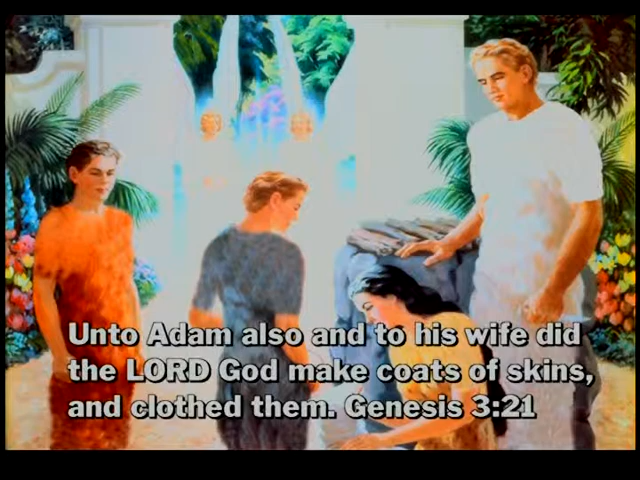 Unto Adam also and to his wife did
the LORD God make coats of skins,
and clothed them. Genesis 3:21